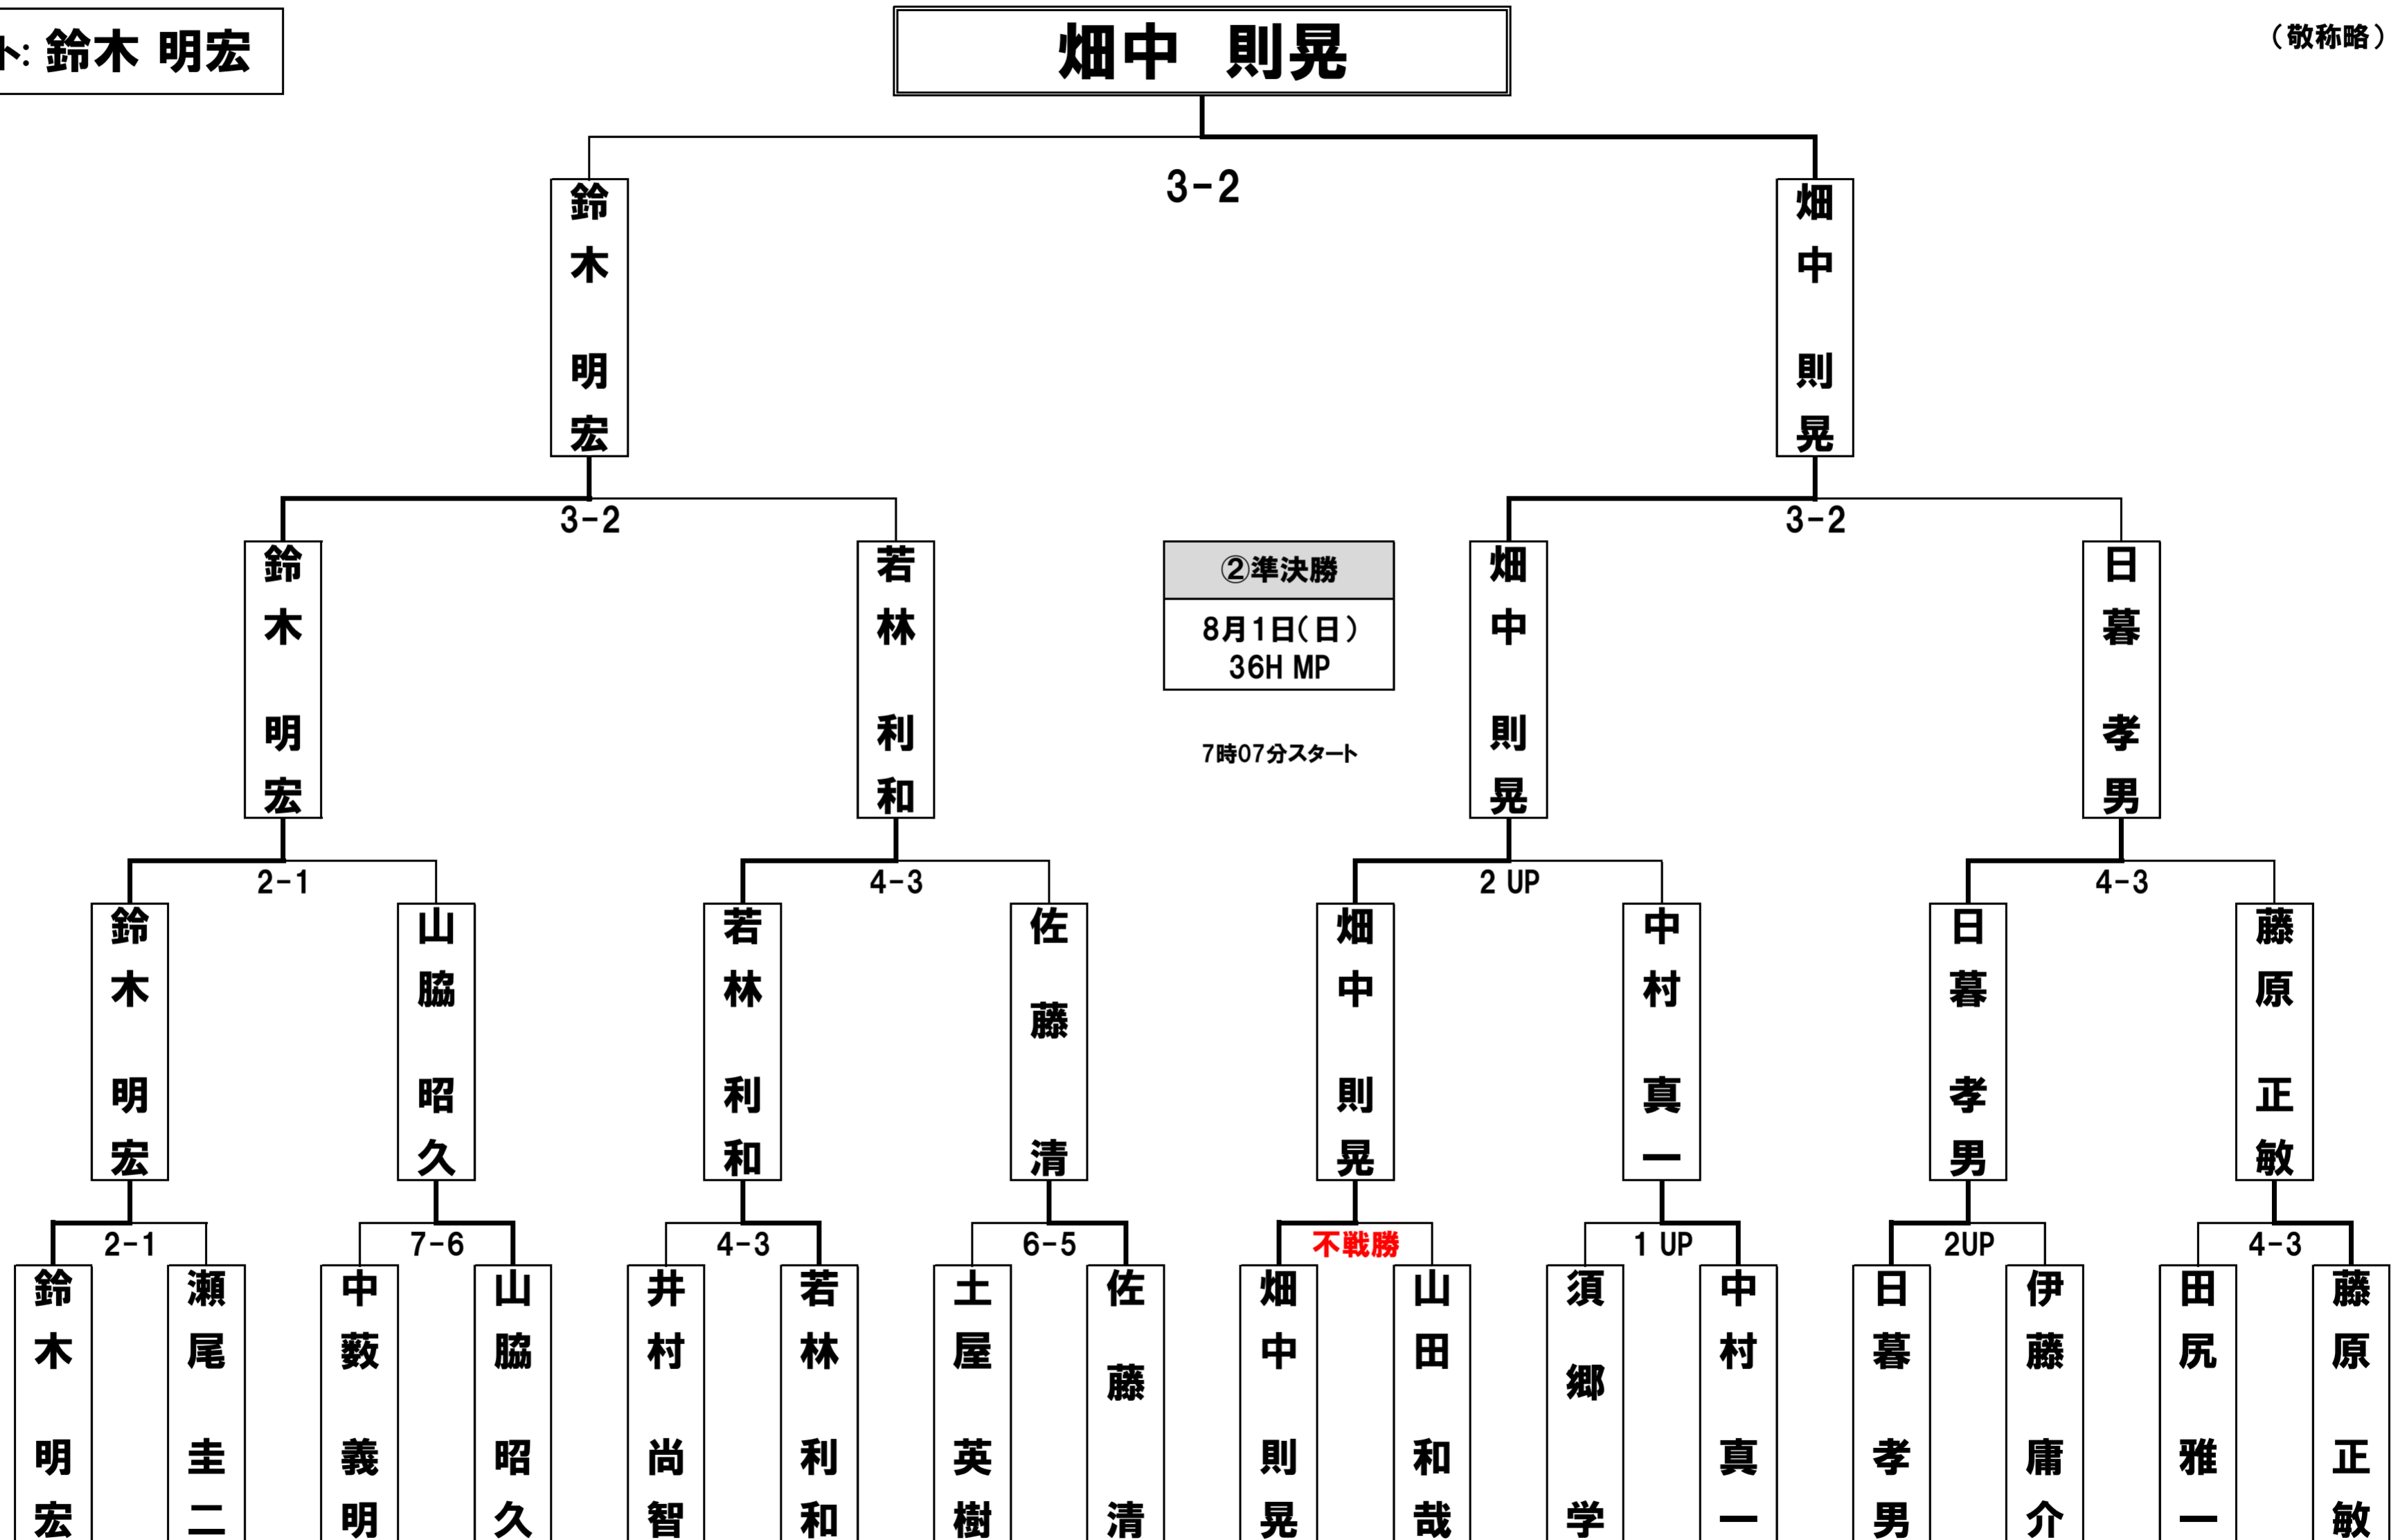 ト: 鈴木 明宏
畑中 則晃
（敬称略）
3-2
鈴木 明宏
畑中 則晃
3-2
3-2
鈴木 明宏
若林 利和
②準決勝
8月1日(日)
36H MP
7時07分スタート
畑中 則晃
日暮 孝男
2-1
4-3
2 UP
4-3
鈴木 明宏
山脇 昭久
若林 利和
佐藤 清
畑中 則晃
中村 真一
日暮 孝男
藤原 正敏
2-1
7-6
4-3
6-5
不戦勝
1 UP
2UP
4-3
鈴木 明宏
瀬尾 圭二
中薮 義明
山脇 昭久
井村 尚智
若林 利和
土屋 英樹
佐藤 清
畑中 則晃
山田 和哉
須郷 学
中村 真一
日暮 孝男
伊藤 庸介
田尻 雅一
藤原 正敏